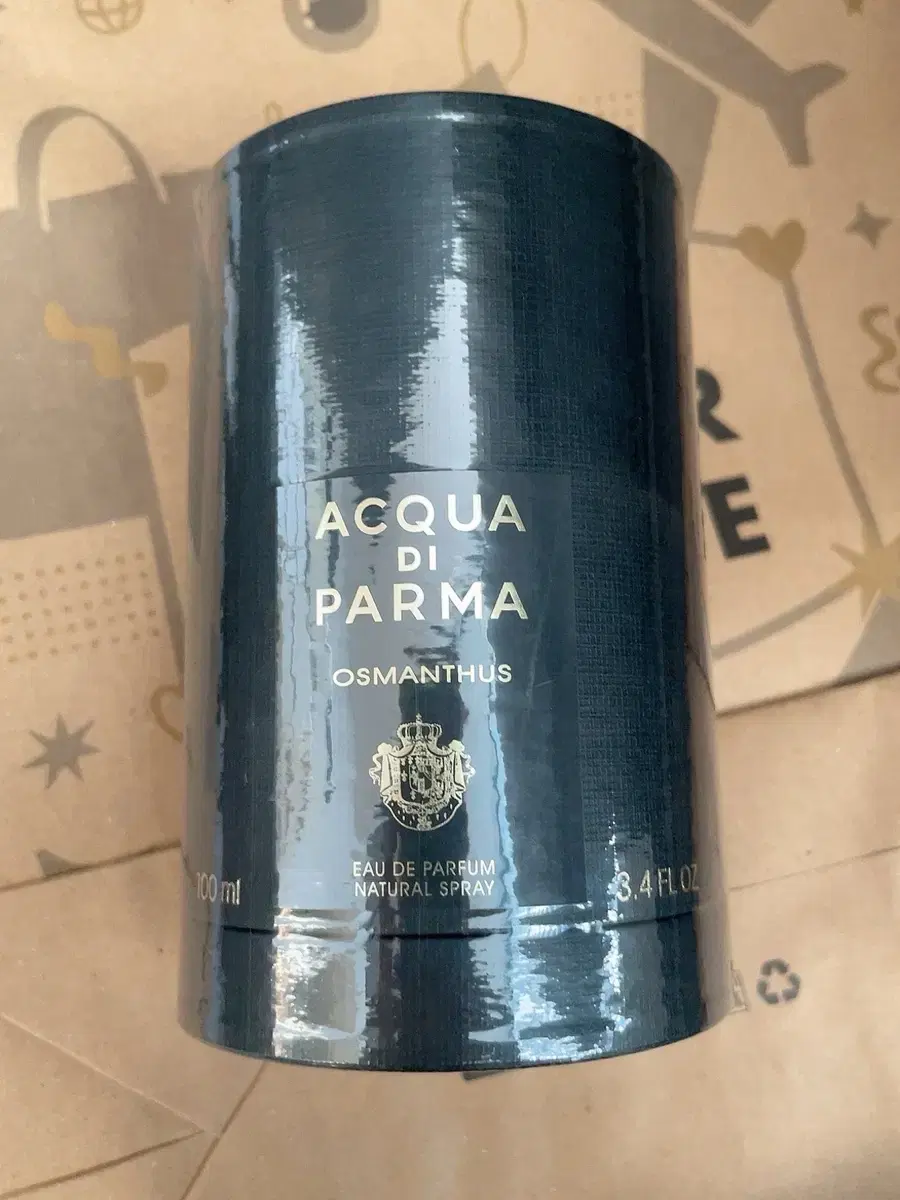 ACQUA
DI
PARMA
OSMANTHUS
EAU DE PARFUM
NATURAL SPRAY
100 ml
3.4 FL OZ
R
E